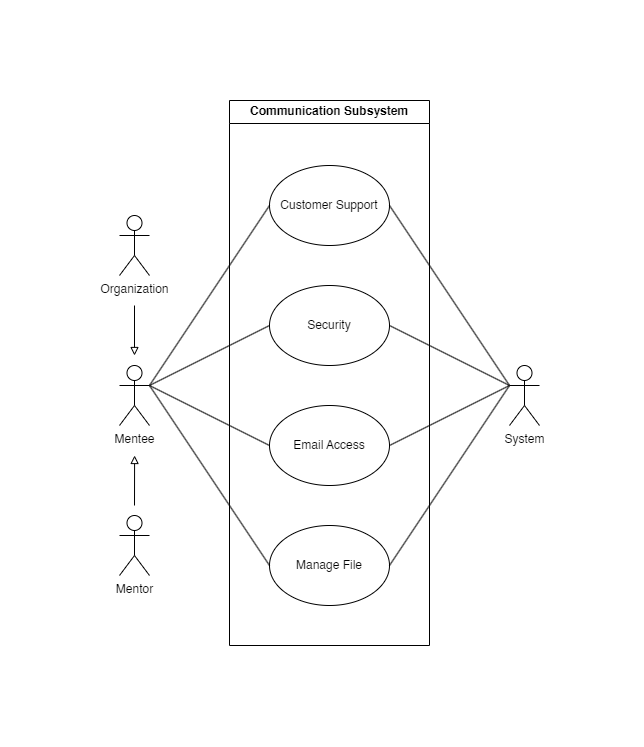 Communication Subsystem
Customer Support
Organization
Security
Mentee
System
Email Access
Manage File
Mentor